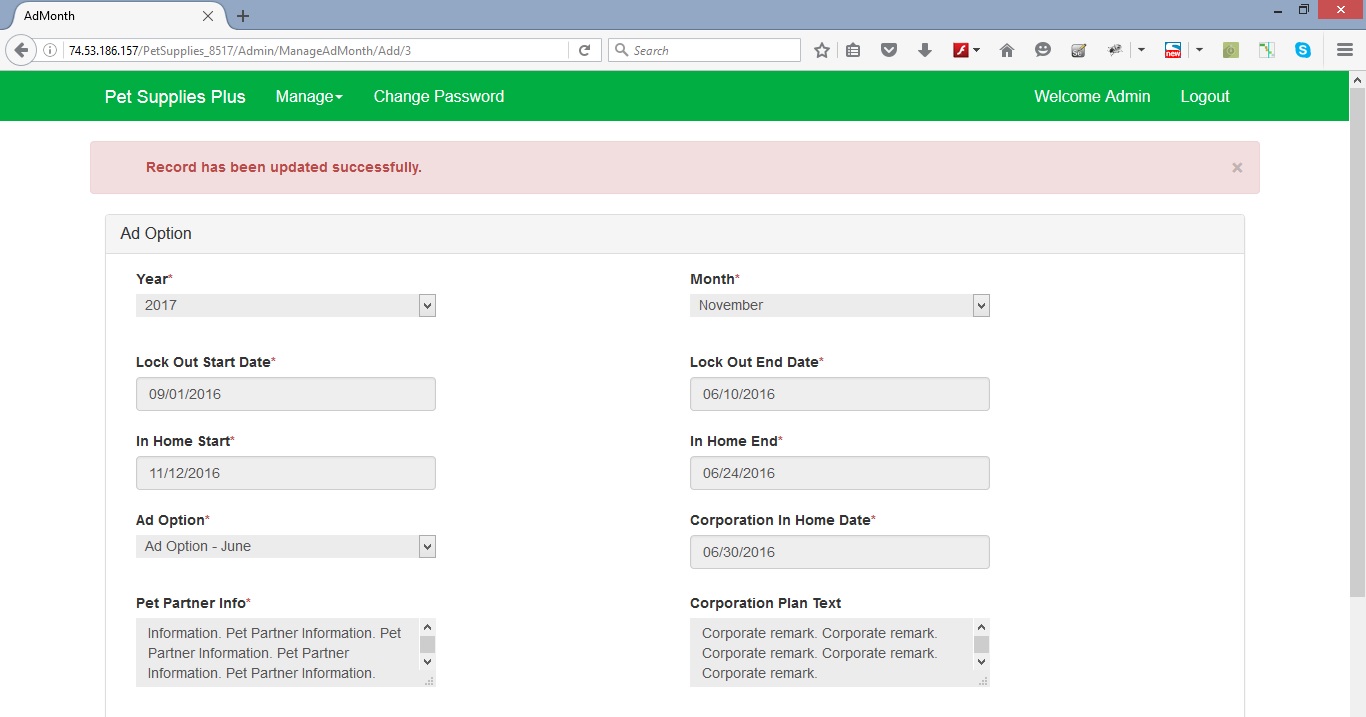 AdMonth
74.53.186.157/PetSupplies_8517/Admin/ManageAdMonth/Add/3
Search
new
S
Pet Supplies Plus Manage Change Password Welcome Admin Logout
Record has been updated successfully. ×
Ad Option
Year* Month*
2017 November
Lock Out Start Date* Lock Out End Date*
09/01/2016 06/10/2016
In Home Start* In Home End*
11/12/2016 06/24/2016
Ad Option* Corporation In Home Date*
Ad Option - June 06/30/2016
Pet Partner Info* Corporation Plan Text
Information. Pet Partner Information. Pet Corporate remark. Corporate remark.
Partner Information. Pet Partner Corporate remark. Corporate remark.
Information. Pet Partner Information. Corporate remark.